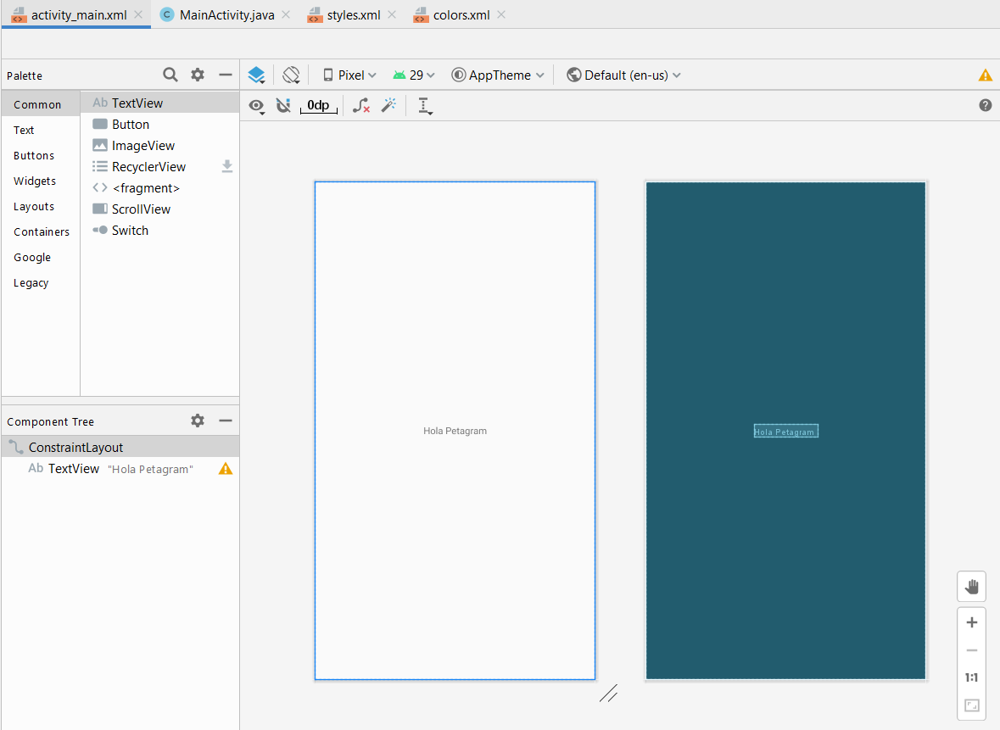 activity_main.xml MainActivity.java styles.xml colors.xml
Palette
Pixel 29 AppTheme Default (en-us)
0dp
Common
Text
Buttons
Widgets
Layouts
Containers
Google
Legacy
Ab TextView
Button
ImageView
RecyclerView
<fragment>
ScrollView
Switch
Component Tree
ConstraintLayout
Ab TextView "Hola Petagram"
Hola Petagram
Hola Petagram
1:1